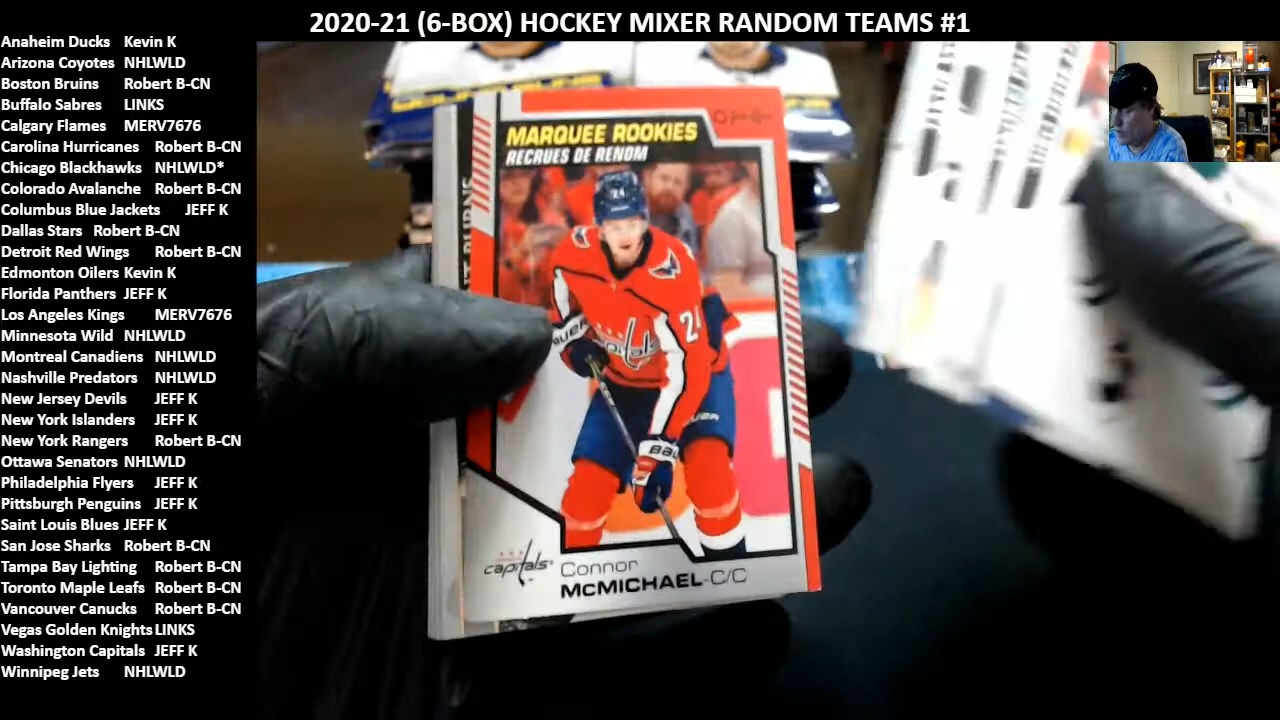 2020-21 (6-BOX) HOCKEY MIXER RANDOM TEAMS #1
Anaheim Ducks Kevin K
Arizona Coyotes NHLWLD
Boston Bruins Robert B-CN
Buffalo Sabres LINKS
Calgary Flames MERV7676
Carolina Hurricanes Robert B-CN
Chicago Blackhawks NHLWLD*
Colorado Avalanche Robert B-CN
Columbus Blue Jackets JEFF K
Dallas Stars Robert B-CN
Detroit Red Wings Robert B-CN
Edmonton Oilers Kevin K
Florida Panthers JEFF K
Los Angeles Kings MERV7676
Minnesota Wild NHLWLD
Montreal Canadiens NHLWLD
Nashville Predators NHLWLD
New Jersey Devils JEFF K
New York Islanders JEFF K
New York Rangers Robert B-CN
Ottawa Senators NHLWLD
Philadelphia Flyers JEFF K
Pittsburgh Penguins JEFF K
Saint Louis Blues JEFF K
San Jose Sharks Robert B-CN
Tampa Bay Lighting Robert B-CN
Toronto Maple Leafs Robert B-CN
Vancouver Canucks Robert B-CN
Vegas Golden Knights LINKS
Washington Capitals JEFF K
Winnipeg Jets NHLWLD
MARQUEE ROOKIES
RECRUES DE RENOM
BURNS
24
24
capitals
BAUER
capitals
Connor
McMICHAEL-C/C